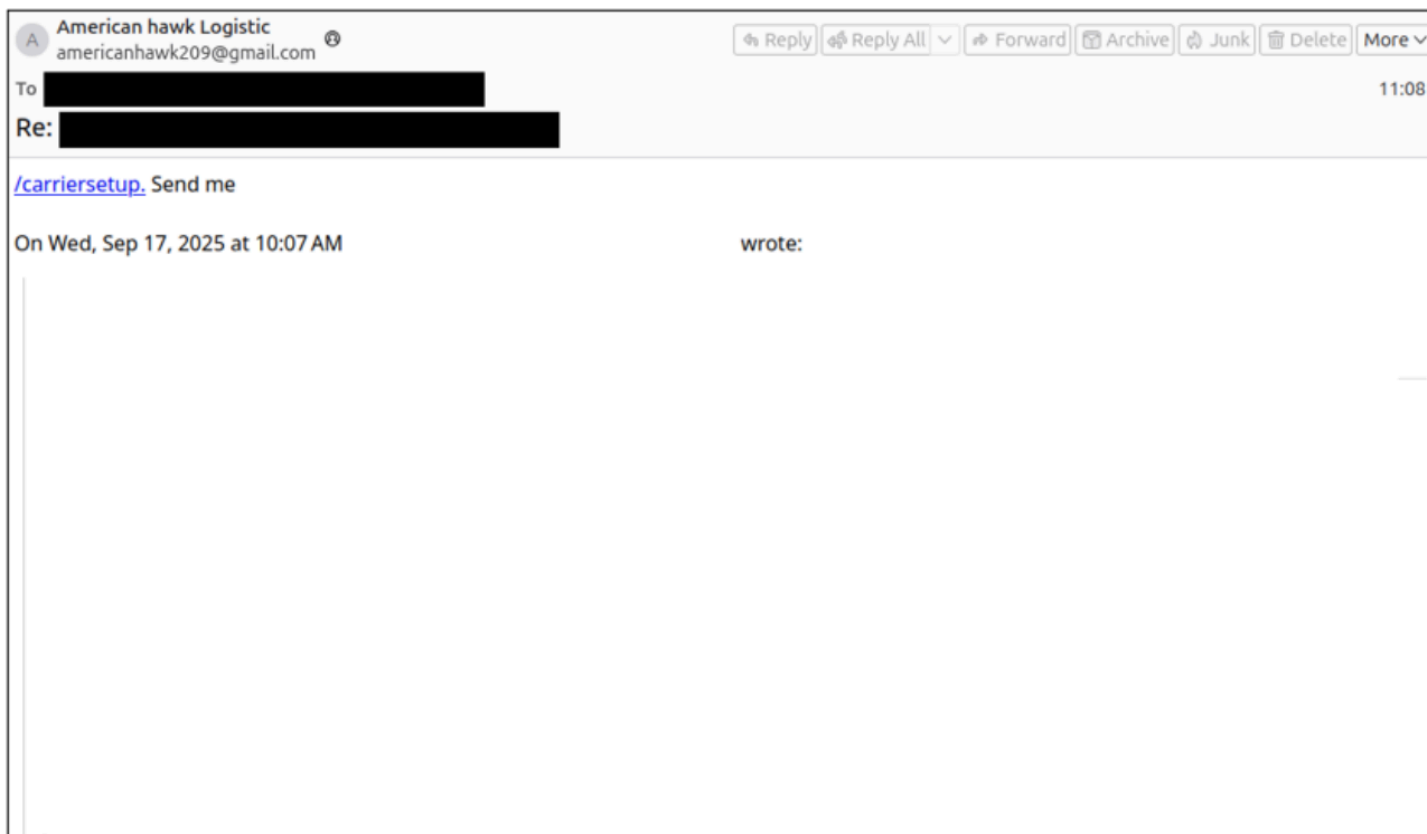 A
American hawk Logistic
americanhawk209@gmail.com
Reply Reply All Forward Archive Junk Delete More
To
11:08
Re:
/carriersetup. Send me
On Wed, Sep 17, 2025 at 10:07 AM wrote: